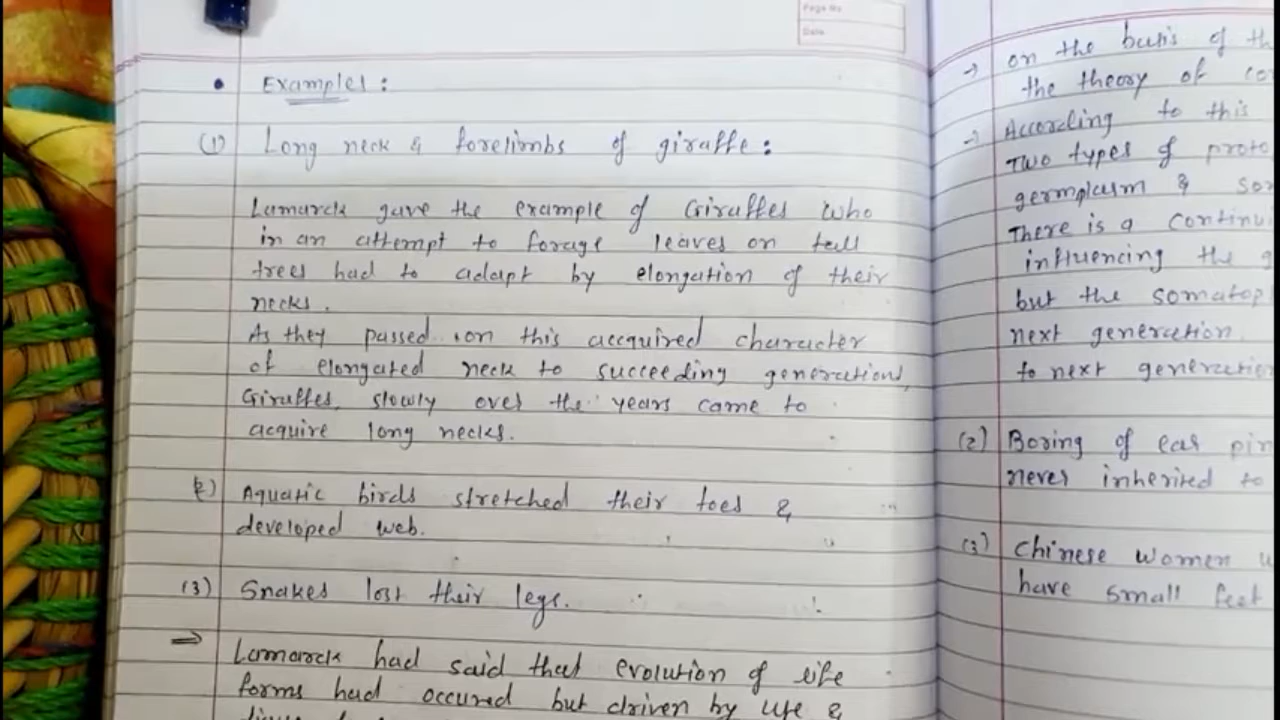 Page No
Date
• Examples :
(1) Long neck & forelimbs of giraffe :
Lamarck gave the example of Giraffes who
in an attempt to forage leaves on tall
trees had to adapt by elongation of their
necks.
As they passed on this accquired character
of elongated neck to succeeding generations,
Giraffes, slowly over the years came to
acquire long necks.
2) Aquatic birds stretched their toes &
developed web.
(3) Snakes lost their legs.
⇒ Lamarck had said that evolution of life
forms had occured but driven by use &
→ on the basis of
the theory of
→ According to this
Two types of
germplasm &
There is a
influencing the
but the
next generation
to next
(2) Boring of ear
never inherited to
(3) Chinese women
have small feet